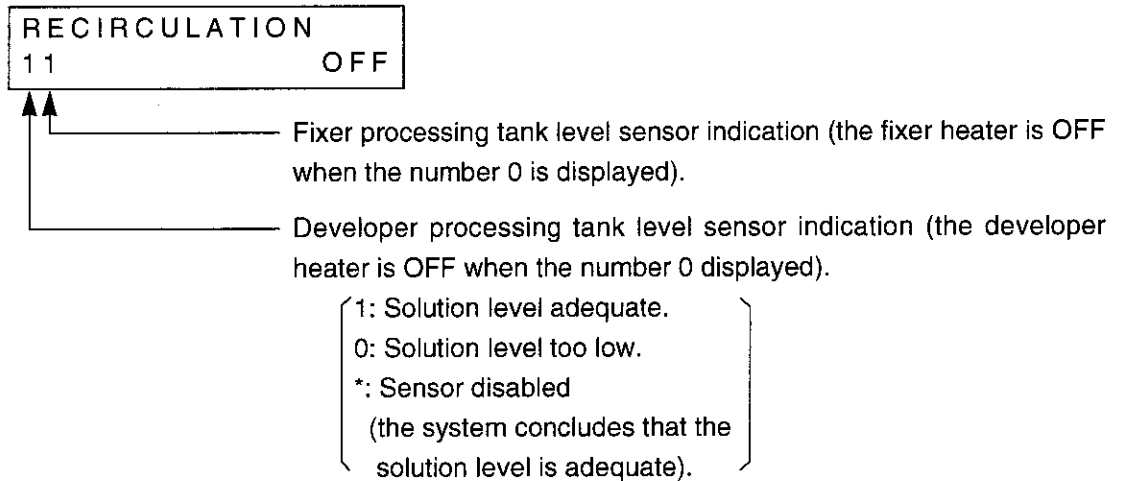 RECIRCULATION
11 OFF
Fixer processing tank level sensor indication (the fixer heater is OFF
when the number 0 is displayed).
Developer processing tank level sensor indication (the developer
heater is OFF when the number 0 displayed).
1: Solution level adequate.
0: Solution level too low.
*: Sensor disabled
(the system concludes that the
solution level is adequate).